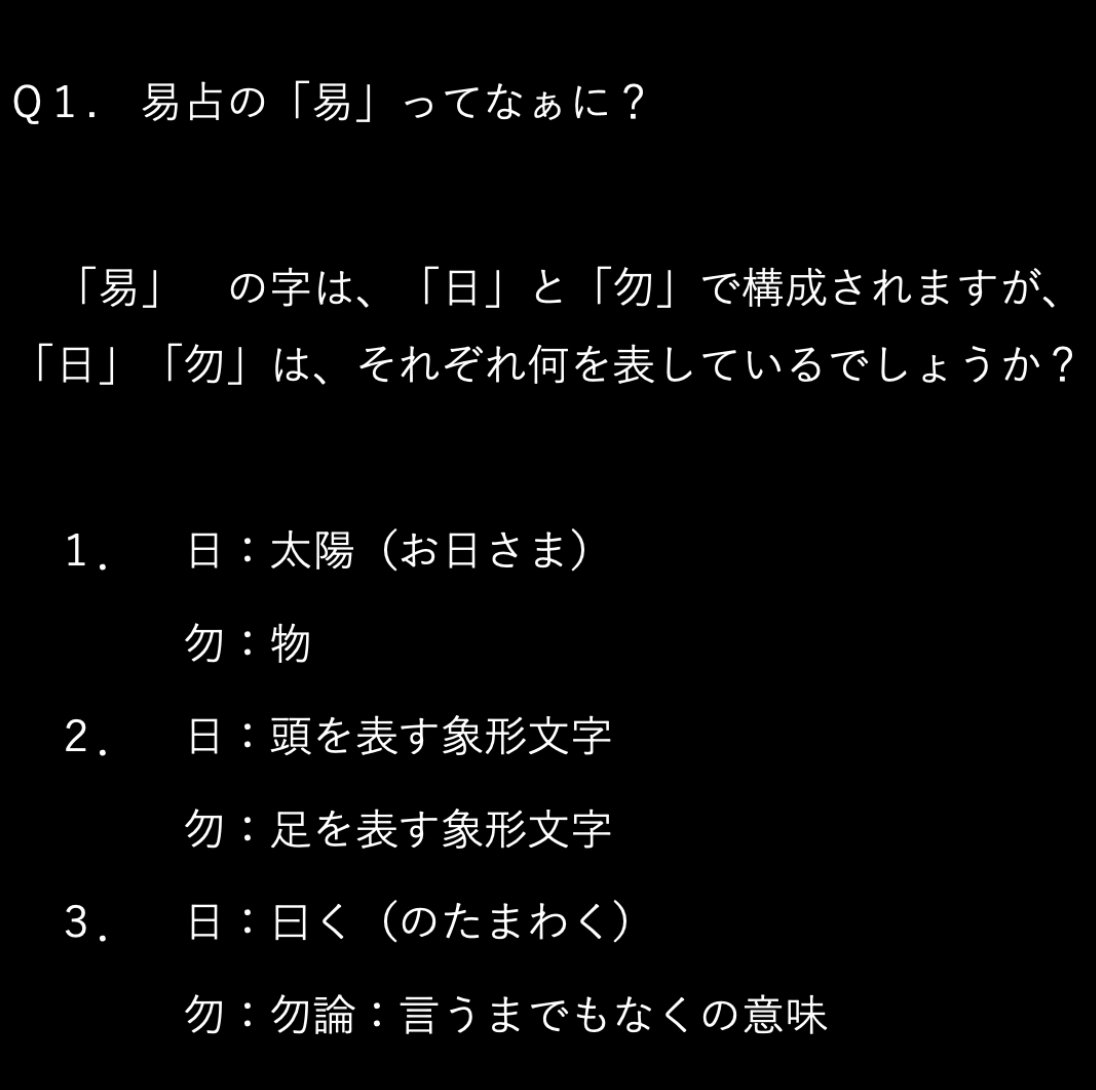 Q１．　易占の「易」ってなぁに？
「易」　の字は、「日」と「勿」で構成されますが、
「日」「勿」は、それぞれ何を表しているでしょうか？
１．　日：太陽（お日さま）
勿：物
２．　日：頭を表す象形文字
勿：足を表す象形文字
３．　日：曰く（のたまわく）
勿：勿論：言うまでもなくの意味